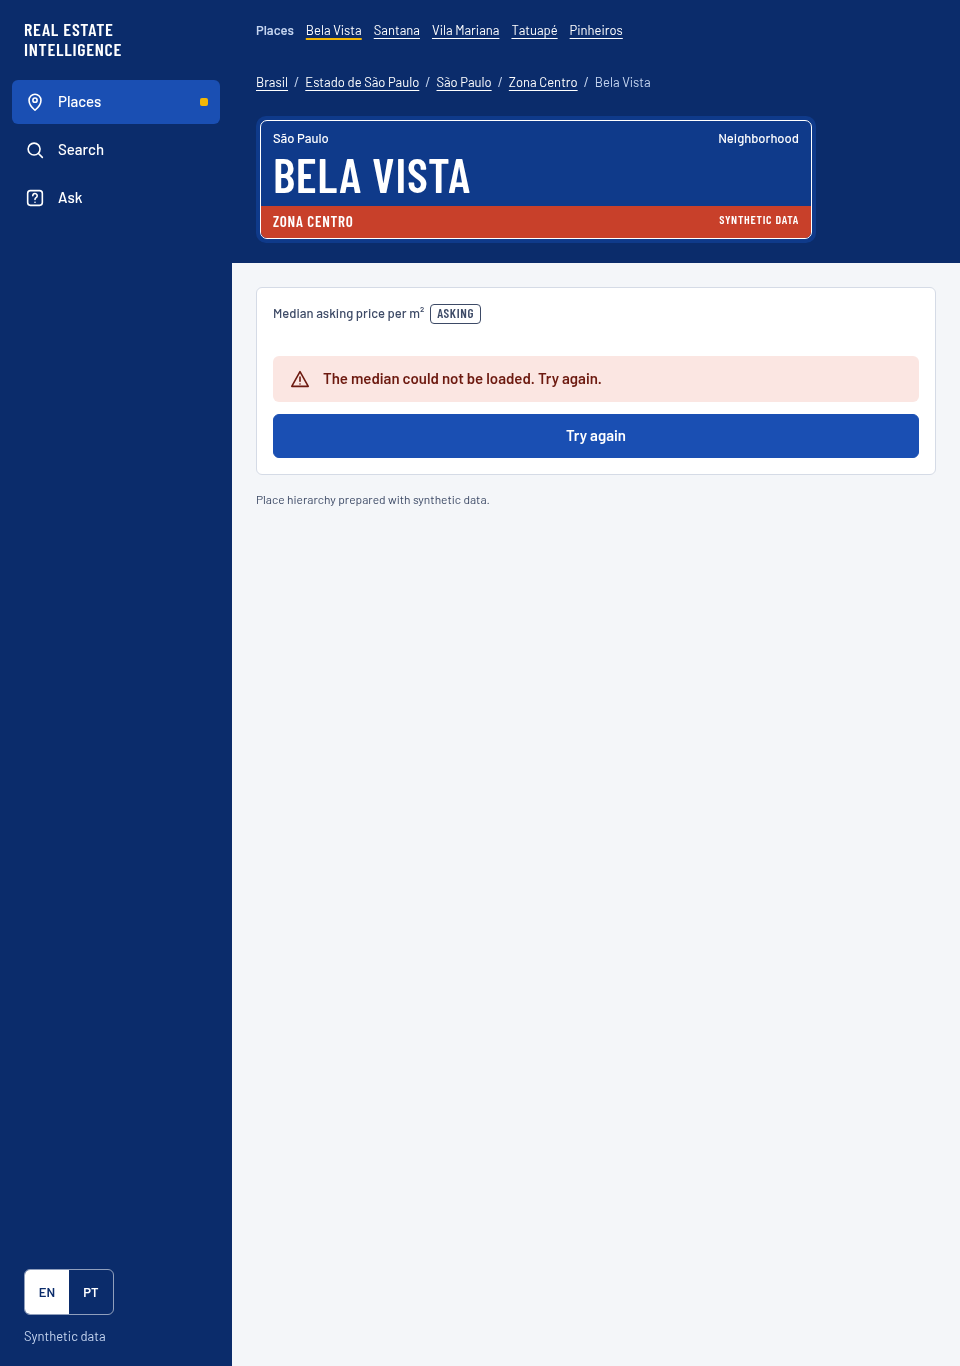 REAL ESTATE
INTELLIGENCE
Places
Search
Ask
EN PT
Synthetic data
Places Bela Vista Santana Vila Mariana Tatuapé Pinheiros
Brasil / Estado de São Paulo / São Paulo / Zona Centro / Bela Vista
São Paulo Neighborhood
BELA VISTA
ZONA CENTRO SYNTHETIC DATA
Median asking price per m² ASKING
The median could not be loaded. Try again.
Try again
Place hierarchy prepared with synthetic data.